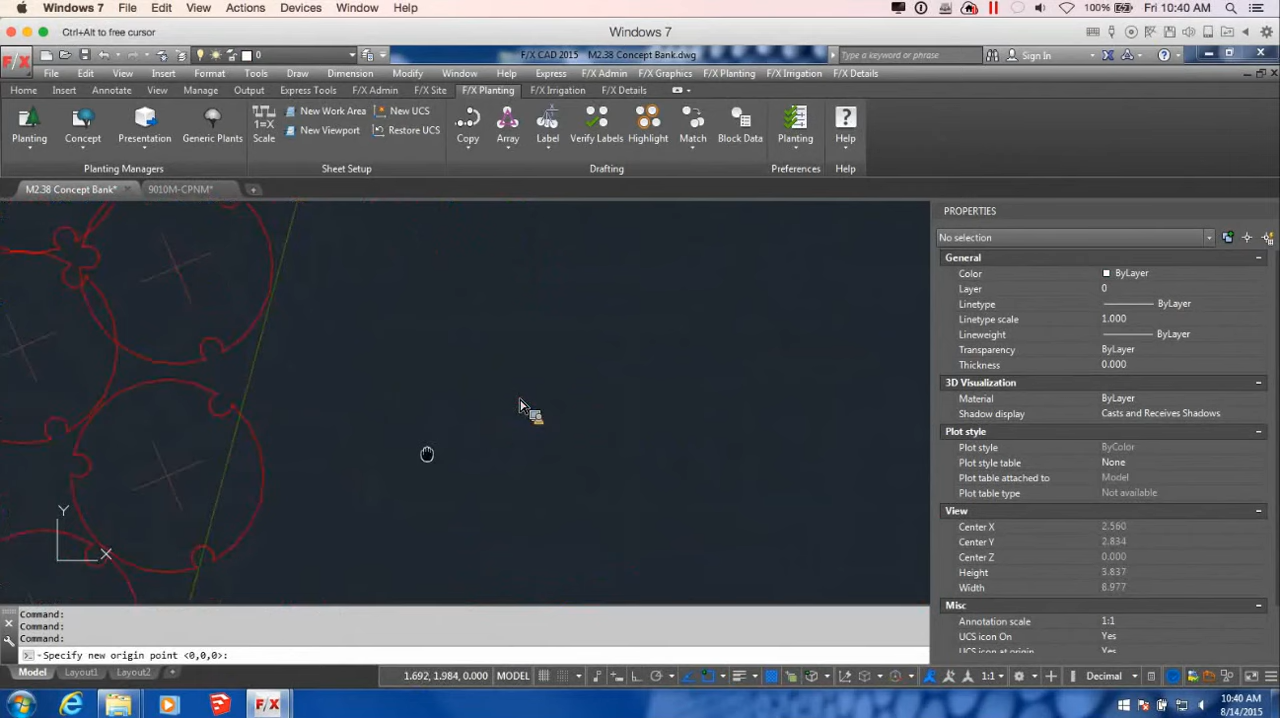 Windows 7 File Edit View Actions Devices Window Help 100% Fri 10:40 AM
Ctrl+Alt to free cursor Windows 7
F/X 0 F/X CAD 2015 M2.38 Concept Bank.dwg Type a keyword or phrase Sign In
File Edit View Insert Format Tools Draw Dimension Modify Window Help Express F/X Admin F/X Graphics F/X Planting F/X Irrigation F/X Details
Home Insert Annotate View Manage Output Express Tools F/X Admin F/X Site F/X Planting F/X Irrigation F/X Details
1=X New Work Area New UCS
New Viewport Restore UCS
Planting Concept Presentation Generic Plants Scale Copy Array Label Verify Labels Highlight Match Block Data Planting Help
Planting Managers Sheet Setup Drafting Preferences Help
M2.38 Concept Bank* 9010M-CPNM*
PROPERTIES
No selection
General
Color ByLayer
Layer 0
Linetype ByLayer
Linetype scale 1.000
Lineweight ByLayer
Transparency ByLayer
Thickness 0.000
3D Visualization
Material ByLayer
Shadow display Casts and Receives Shadows
Plot style
Plot style ByColor
Plot style table None
Plot table attached to Model
Plot table type Not available
View
Center X 2.560
Center Y 2.834
Center Z 0.000
Height 3.837
Width 8.977
Misc
Annotation scale 1:1
UCS icon On Yes
UCS icon at origin Yes
Y
X
Command:
Command:
Command:
Specify new origin point <0,0,0>:
Model Layout1 Layout2 + 1.692, 1.984, 0.000 MODEL 1:1 Decimal
F/X 10:40 AM
8/14/2015